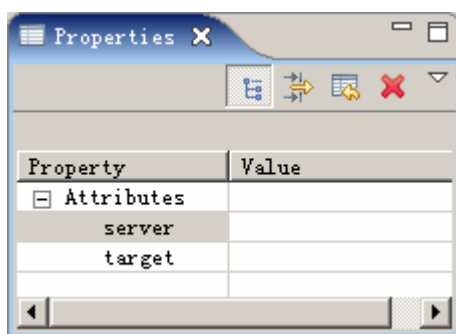 Properties
Property Value
Attributes
server
target